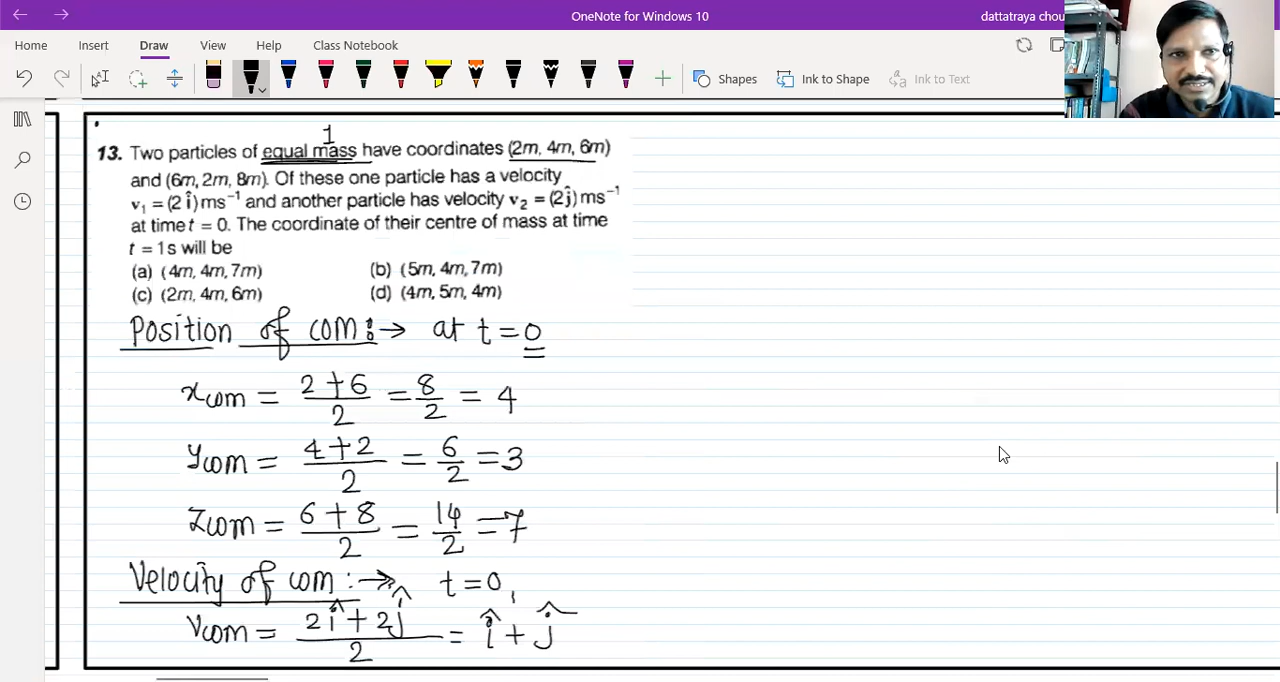 OneNote for Windows 10
dattatraya chou
Home Insert Draw View Help Class Notebook
Shapes Ink to Shape Ink to Text
1
13. Two particles of equal mass have coordinates (2m, 4m, 6m)
and (6m, 2m, 8m). Of these one particle has a velocity
v₁ = (2 î) ms⁻¹ and another particle has velocity v₂ = (2ĵ) ms⁻¹
at time t = 0. The coordinate of their centre of mass at time
t = 1s will be
(a) (4m, 4m, 7m) (b) (5m, 4m, 7m)
(c) (2m, 4m, 6m) (d) (4m, 5m, 4m)
Position of com :→ at t = 0
xcom = 2+6/2 = 8/2 = 4
ycom = 4+2/2 = 6/2 = 3
zcom = 6+8/2 = 14/2 = 7
Velocity of com :→ t = 0,
vcom = 2î + 2ĵ/2 = î + ĵ